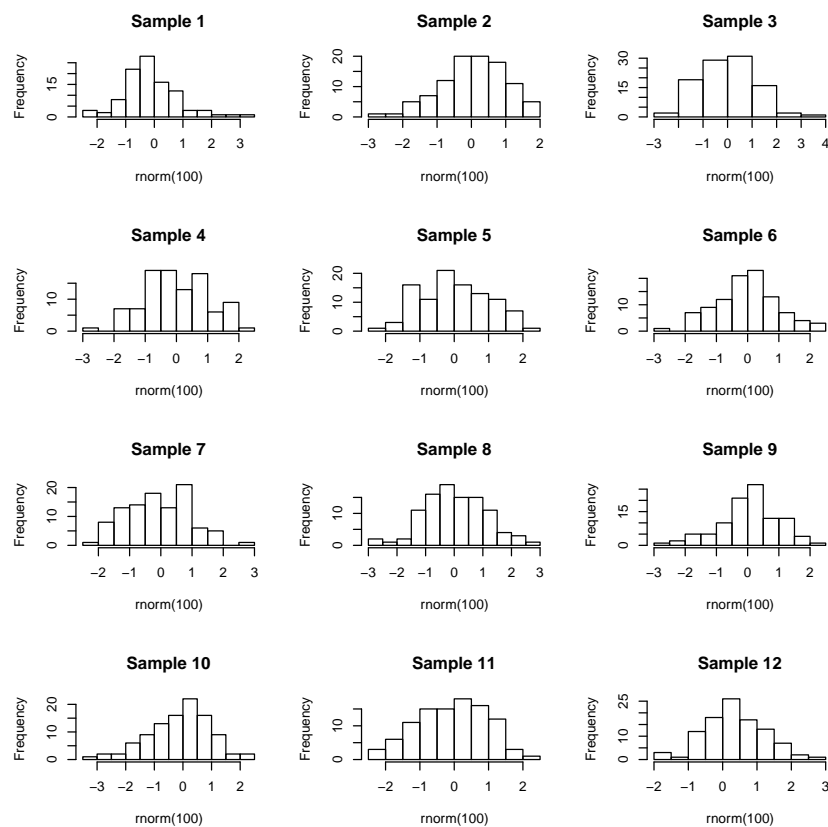 Sample 1 Sample 2 Sample 3
Frequency 0 15 Frequency 0 10 20 Frequency 0 15 30
−2 −1 0 1 2 3 −3 −2 −1 0 1 2 −3 −1 0 1 2 3 4
rnorm(100) rnorm(100) rnorm(100)
Sample 4 Sample 5 Sample 6
Frequency 0 10 Frequency 0 10 20 Frequency 0 10
−3 −2 −1 0 1 2 −2 −1 0 1 2 −3 −2 −1 0 1 2
rnorm(100) rnorm(100) rnorm(100)
Sample 7 Sample 8 Sample 9
Frequency 0 10 20 Frequency 0 10 Frequency 0 15
−2 −1 0 1 2 3 −3 −2 −1 0 1 2 3 −3 −2 −1 0 1 2
rnorm(100) rnorm(100) rnorm(100)
Sample 10 Sample 11 Sample 12
Frequency 0 10 20 Frequency 0 10 Frequency 0 10 25
−3 −2 −1 0 1 2 −2 −1 0 1 2 −2 −1 0 1 2 3
rnorm(100) rnorm(100) rnorm(100)